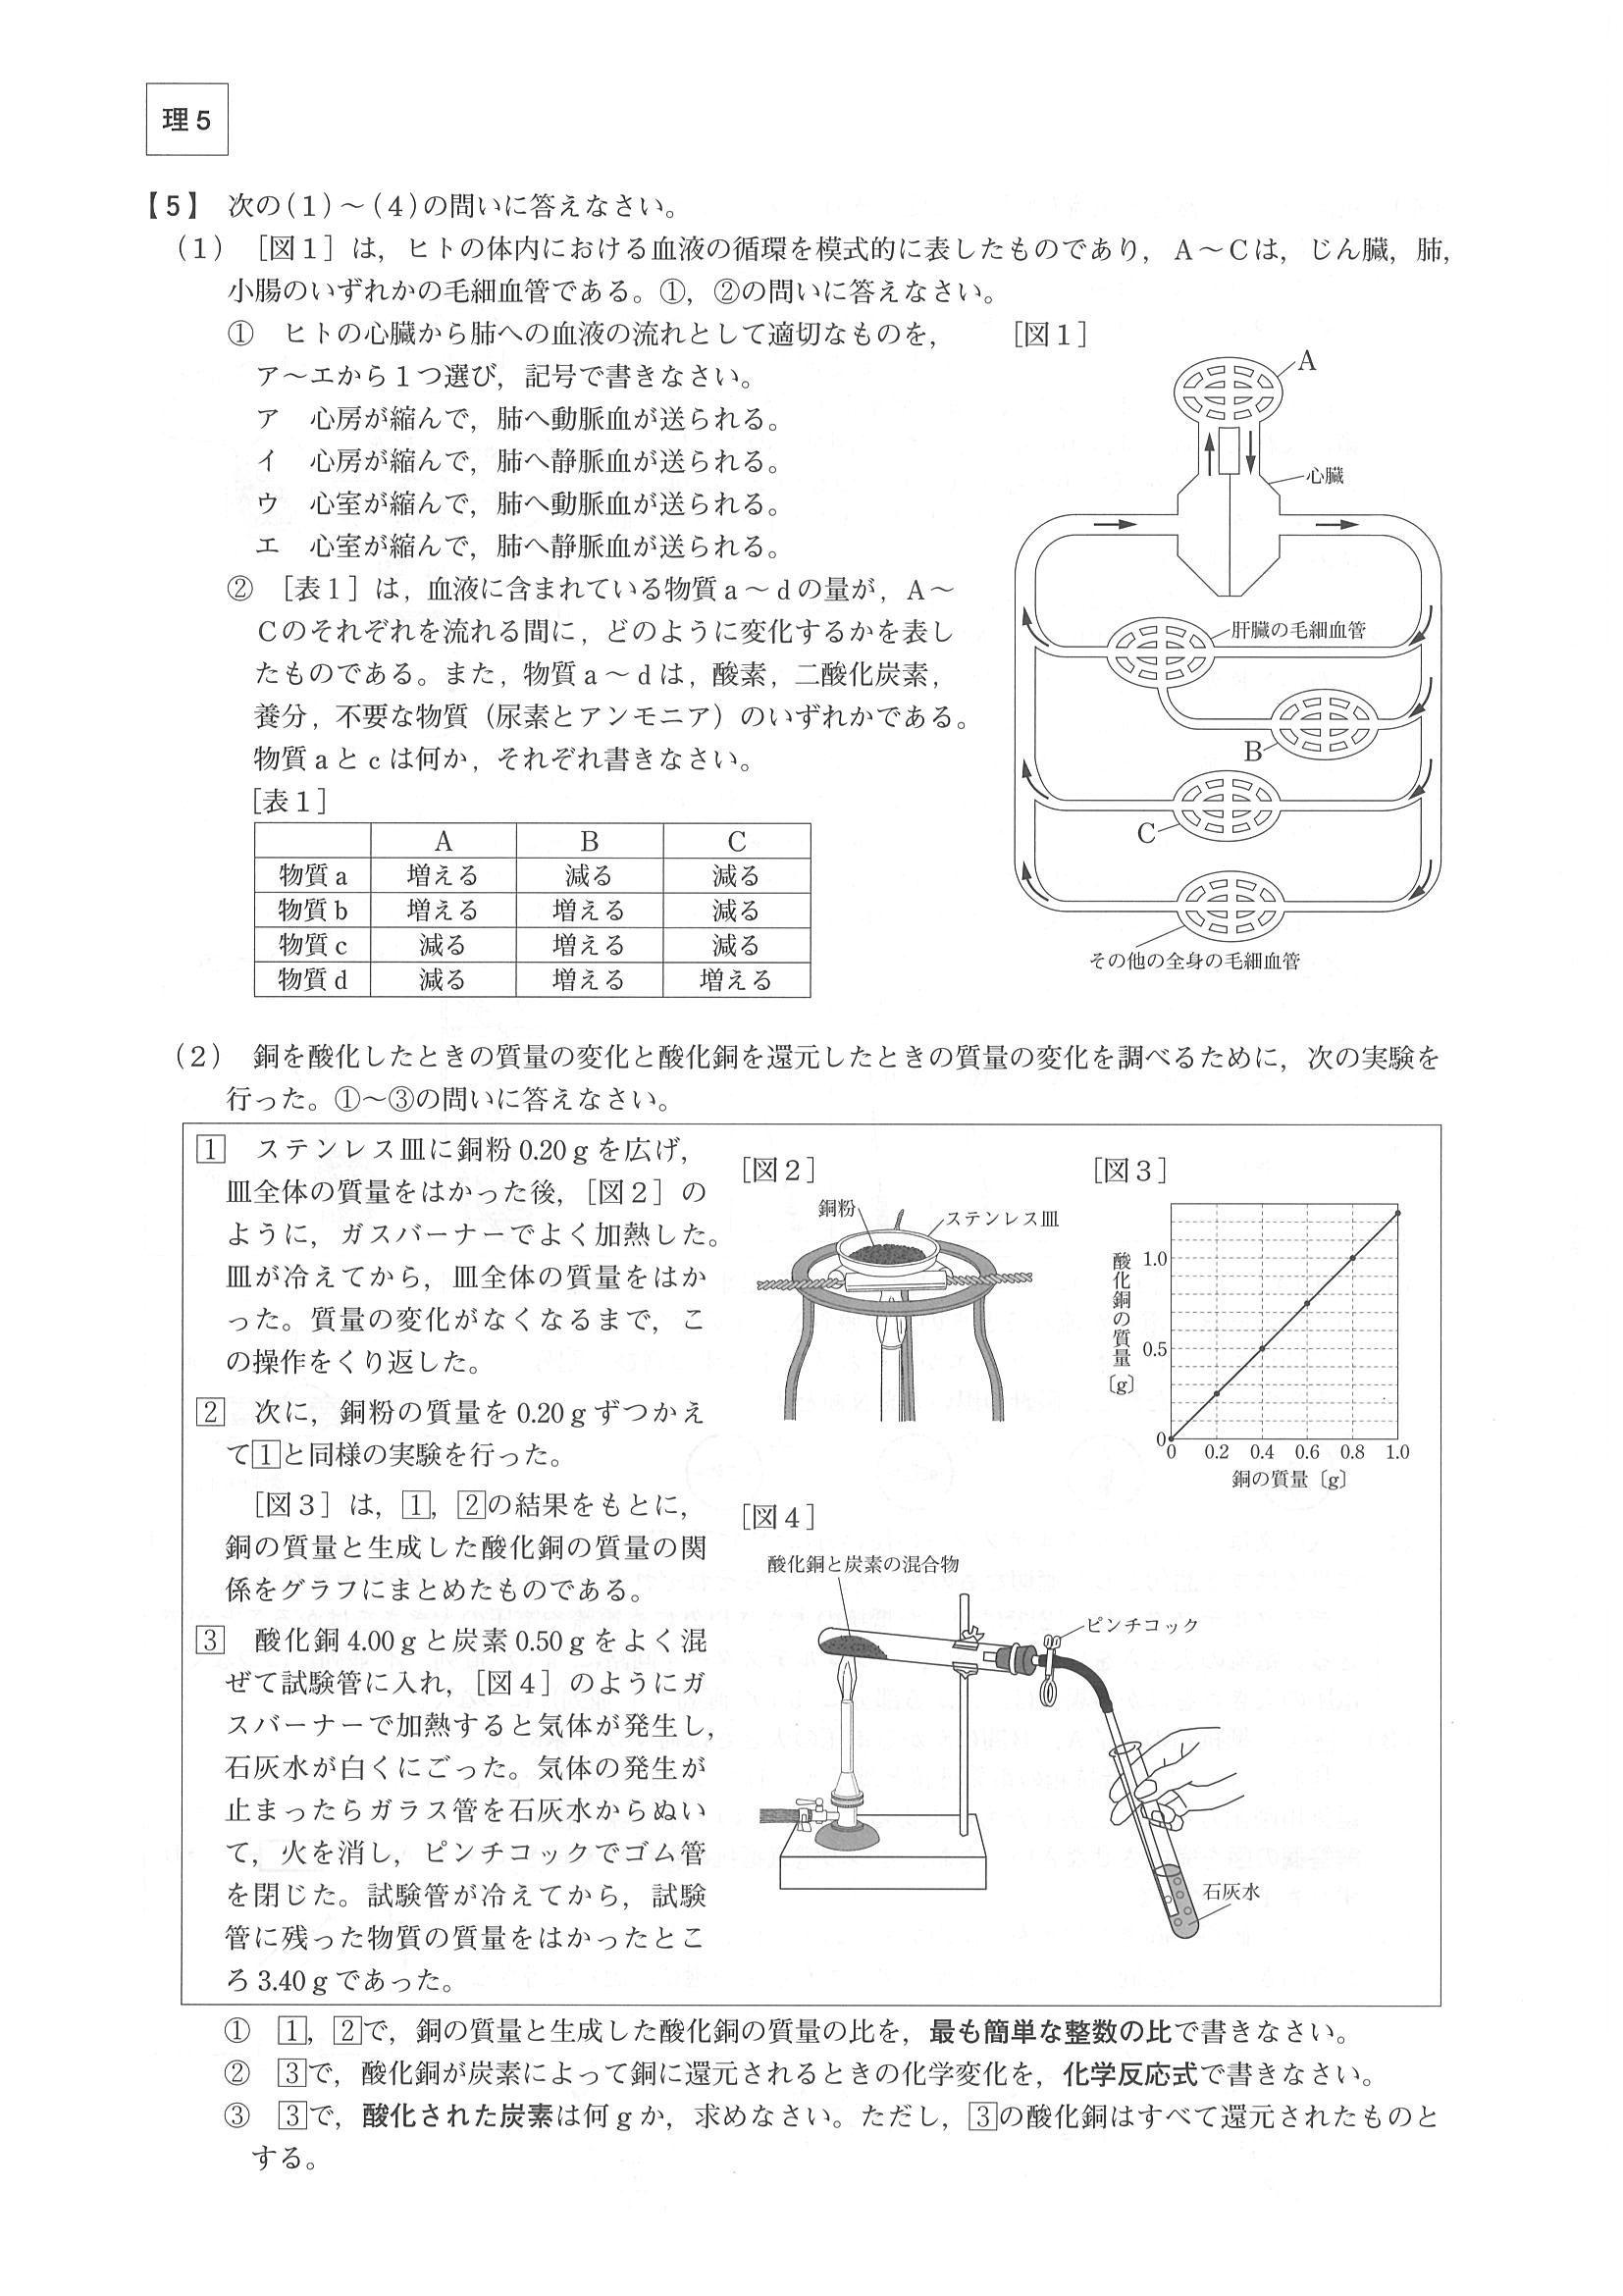 理5
【5】 次の(1)～(4)の問いに答えなさい。
(1) ［図1］は，ヒトの体内における血液の循環を模式的に表したものであり，A～Cは，じん臓，肺，
小腸のいずれかの毛細血管である。①，②の問いに答えなさい。
① ヒトの心臓から肺への血液の流れとして適切なものを，
ア～エから1つ選び，記号で書きなさい。
ア 心房が縮んで，肺へ動脈血が送られる。
イ 心房が縮んで，肺へ静脈血が送られる。
ウ 心室が縮んで，肺へ動脈血が送られる。
エ 心室が縮んで，肺へ静脈血が送られる。
② ［表1］は，血液に含まれている物質a～dの量が，A～
Cのそれぞれを流れる間に，どのように変化するかを表し
たものである。また，物質a～dは，酸素，二酸化炭素，
養分，不要な物質（尿素とアンモニア）のいずれかである。
物質aとcは何か，それぞれ書きなさい。
［表1］
A B C
物質a 増える 減る 減る
物質b 増える 増える 減る
物質c 減る 増える 減る
物質d 減る 増える 増える
［図1］
A
心臓
肝臓の毛細血管
B
C
その他の全身の毛細血管
(2) 銅を酸化したときの質量の変化と酸化銅を還元したときの質量の変化を調べるために，次の実験を
行った。①～③の問いに答えなさい。
1 ステンレス皿に銅粉0.20gを広げ，
皿全体の質量をはかった後，［図2］の
ように，ガスバーナーでよく加熱した。
皿が冷えてから，皿全体の質量をはか
った。質量の変化がなくなるまで，こ
の操作をくり返した。
2 次に，銅粉の質量を0.20gずつかえ
て1と同様の実験を行った。
［図3］は，1，2の結果をもとに，
銅の質量と生成した酸化銅の質量の関
係をグラフにまとめたものである。
3 酸化銅4.00gと炭素0.50gをよく混
ぜて試験管に入れ，［図4］のようにガ
スバーナーで加熱すると気体が発生し，
石灰水が白くにごった。気体の発生が
止まったらガラス管を石灰水からぬい
て，火を消し，ピンチコックでゴム管
を閉じた。試験管が冷えてから，試験
管に残った物質の質量をはかったとこ
ろ3.40gであった。
［図2］
銅粉
ステンレス皿
［図3］
酸化銅の質量〔g〕
1.0
0.5
0
0 0.2 0.4 0.6 0.8 1.0
銅の質量〔g〕
［図4］
酸化銅と炭素の混合物
ピンチコック
石灰水
① 1，2で，銅の質量と生成した酸化銅の質量の比を，最も簡単な整数の比で書きなさい。
② 3で，酸化銅が炭素によって銅に還元されるときの化学変化を，化学反応式で書きなさい。
③ 3で，酸化された炭素は何gか，求めなさい。ただし，3の酸化銅はすべて還元されたものと
する。